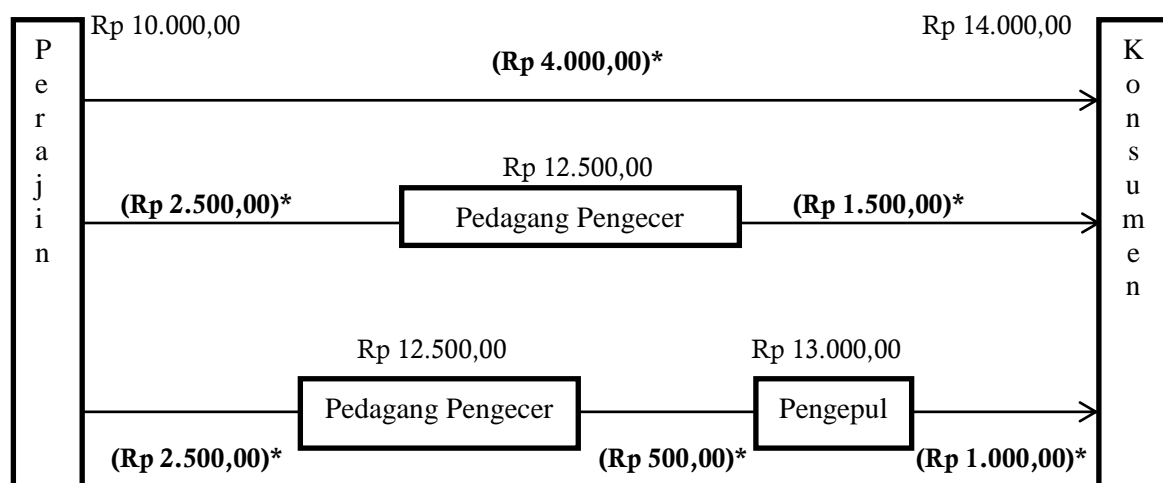 Rp 10.000,00
Rp 14.000,00
P
e
r
a
j
i
n
K
o
n
s
u
m
e
n
(Rp 4.000,00)*
Rp 12.500,00
(Rp 2.500,00)*
Pedagang Pengecer
(Rp 1.500,00)*
Rp 12.500,00
Rp 13.000,00
Pedagang Pengecer
Pengepul
(Rp 2.500,00)*
(Rp 500,00)*
(Rp 1.000,00)*